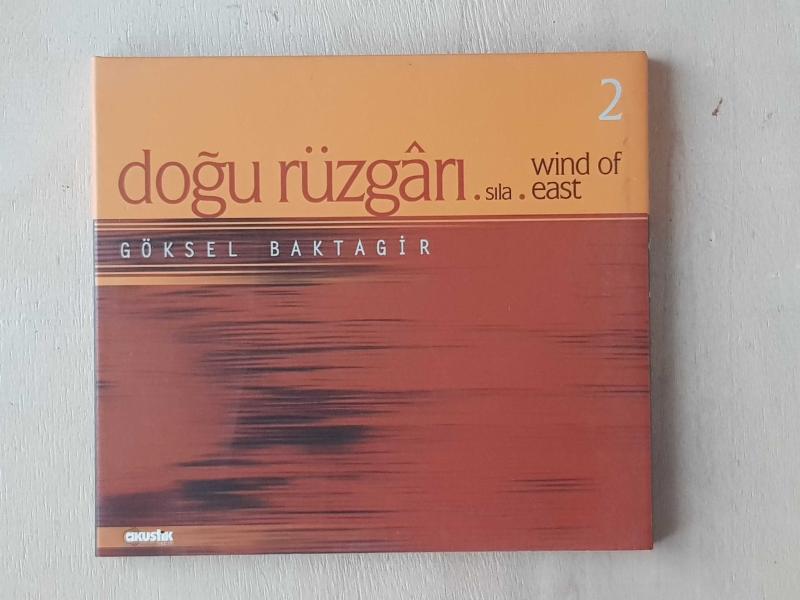 2
doğu rüzgârı . sıla . wind of east
GÖKSEL BAKTAGİR
akustik